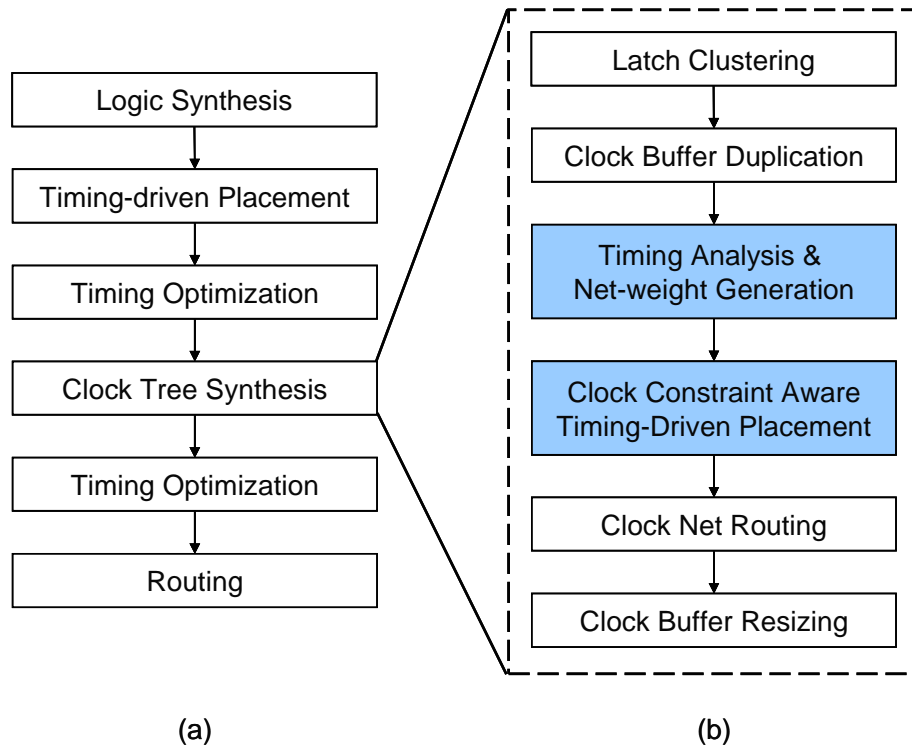 Logic Synthesis
Timing-driven Placement
Timing Optimization
Clock Tree Synthesis
Timing Optimization
Routing
(a)
Latch Clustering
Clock Buffer Duplication
Timing Analysis &
Net-weight Generation
Clock Constraint Aware
Timing-Driven Placement
Clock Net Routing
Clock Buffer Resizing
(b)